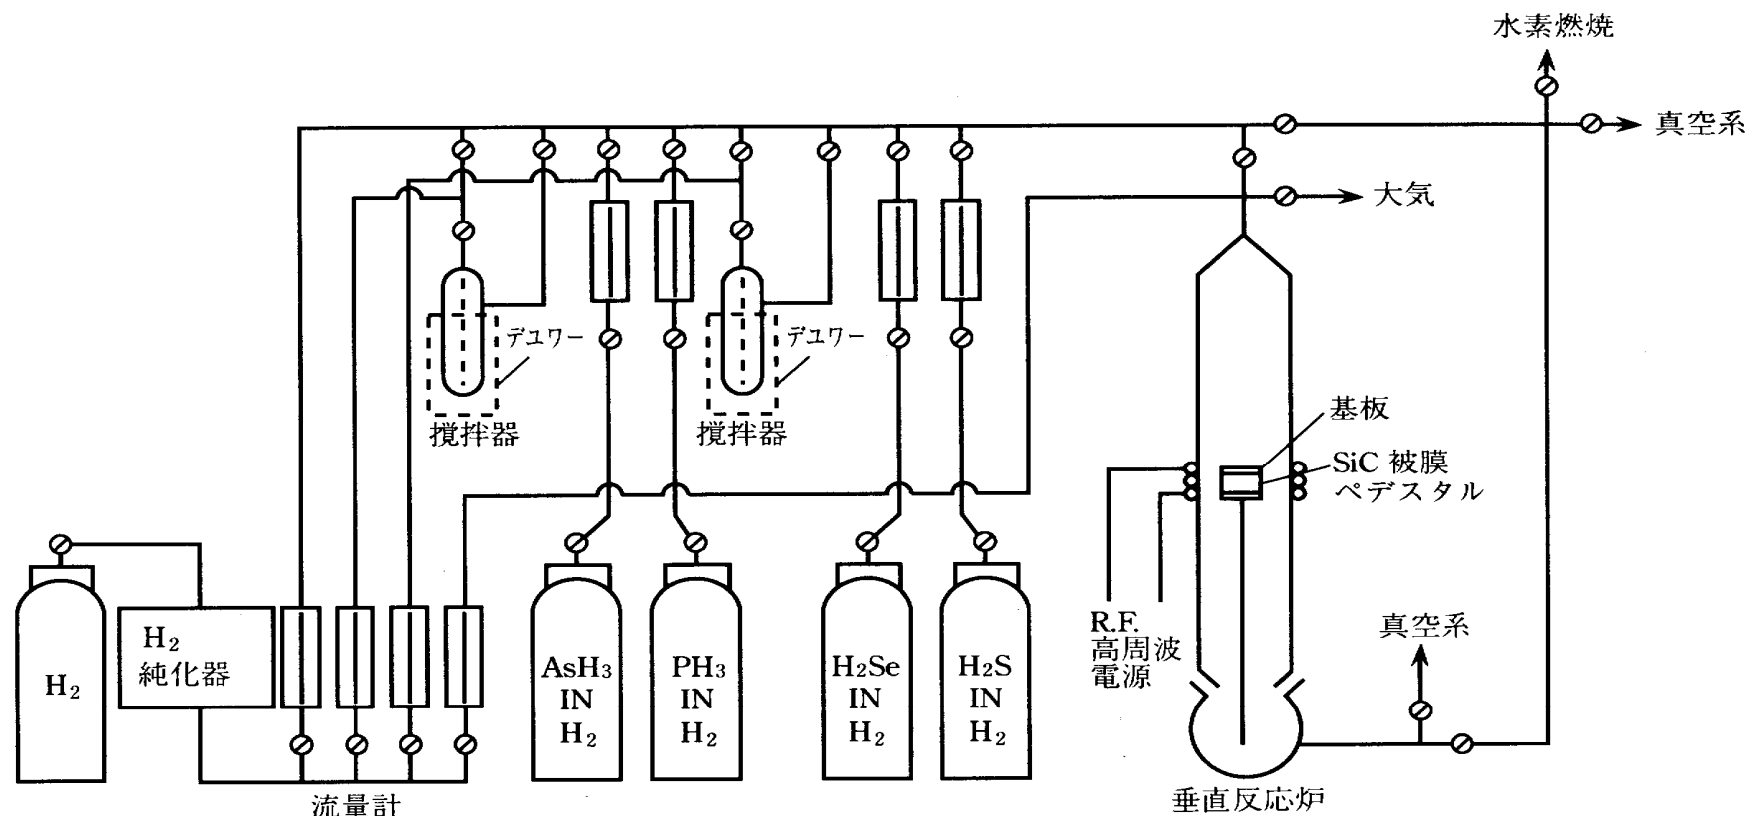 水素燃焼
真空系
大気
デュワー
デュワー
攪拌器
攪拌器
基板
SiC 被膜
ペデスタル
R.F.
高周波
電源
真空系
H2
H2
純化器
AsH3
IN
H2
PH3
IN
H2
H2Se
IN
H2
H2S
IN
H2
流量計
垂直反応炉